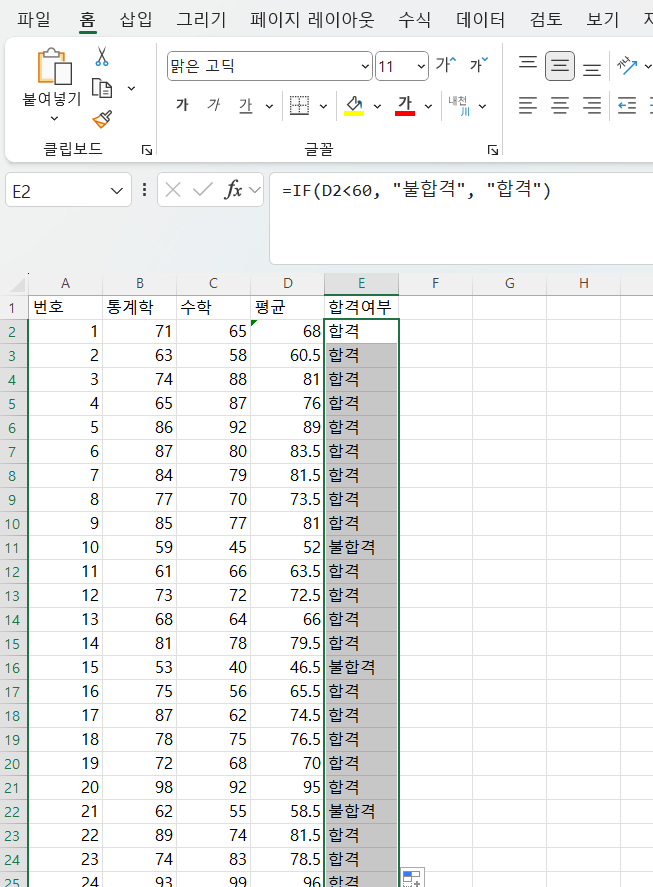 파일 홈 삽입 그리기 페이지 레이아웃 수식 데이터 검토 보기
붙여넣기
맑은 고딕 11 가 가
가 가 가 가 내천 川
클립보드 글꼴
E2 fx =IF(D2<60, "불합격", "합격")
A B C D E F G H
1 번호 통계학 수학 평균 합격여부
2 1 71 65 68 합격
3 2 63 58 60.5 합격
4 3 74 88 81 합격
5 4 65 87 76 합격
6 5 86 92 89 합격
7 6 87 80 83.5 합격
8 7 84 79 81.5 합격
9 8 77 70 73.5 합격
10 9 85 77 81 합격
11 10 59 45 52 불합격
12 11 61 66 63.5 합격
13 12 73 72 72.5 합격
14 13 68 64 66 합격
15 14 81 78 79.5 합격
16 15 53 40 46.5 불합격
17 16 75 56 65.5 합격
18 17 87 62 74.5 합격
19 18 78 75 76.5 합격
20 19 72 68 70 합격
21 20 98 92 95 합격
22 21 62 55 58.5 불합격
23 22 89 74 81.5 합격
24 23 74 83 78.5 합격
25 24 93 99 96 합격